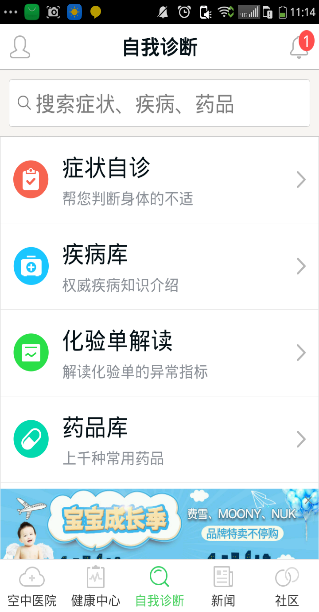 11:14
自我诊断
1
搜索症状、疾病、药品
症状自诊
帮您判断身体的不适
疾病库
权威疾病知识介绍
化验单解读
解读化验单的异常指标
药品库
上千种常用药品
宝宝成长季
费雪、MOONY、NUK
品牌特卖不停购
空中医院 健康中心 自我诊断 新闻 社区